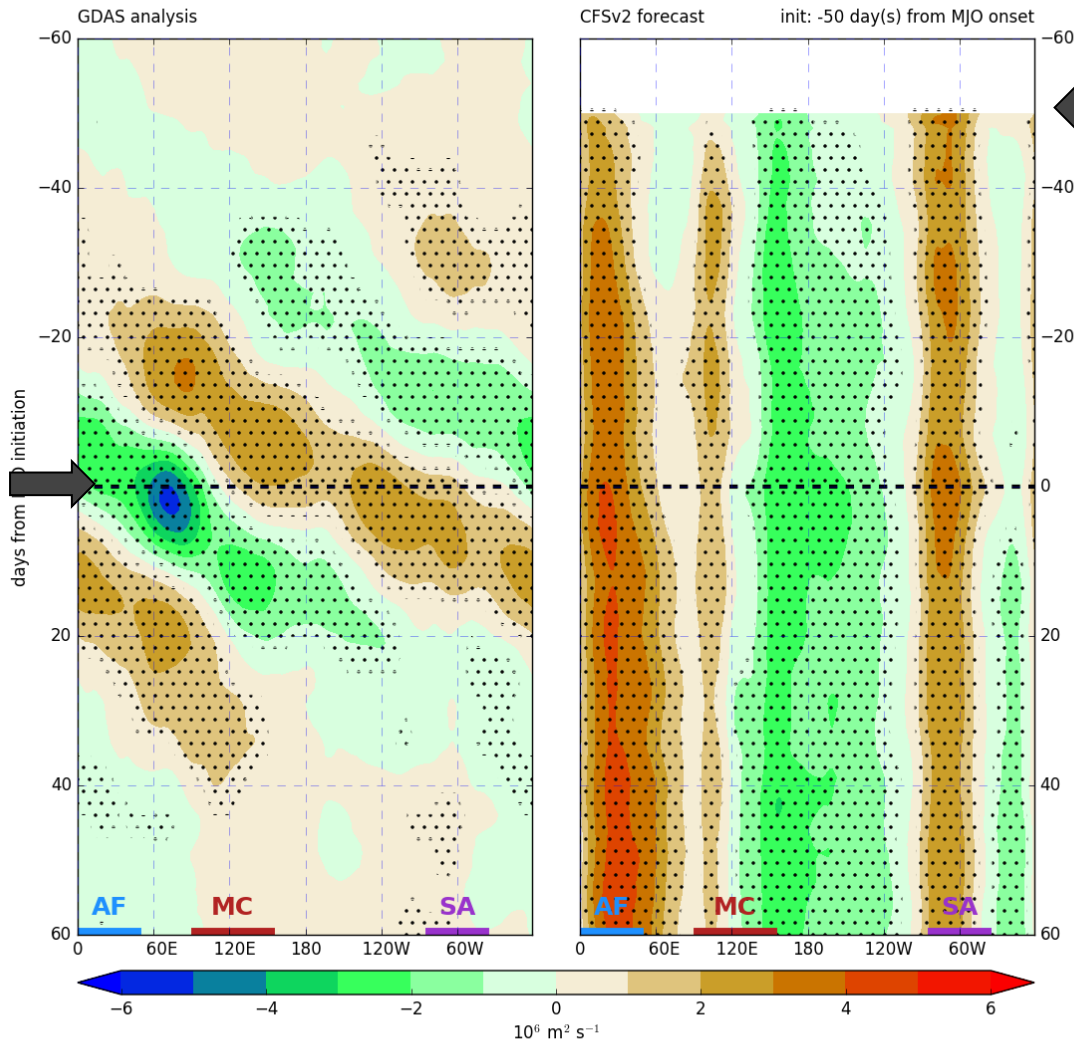 GDAS analysis
CFSv2 forecast
init: -50 day(s) from MJO onset
−60
−40
−20
0
20
40
60
days from O initiation
−60
−40
−20
0
20
40
60
AF
MC
SA
AF
MC
SA
0
60E
120E
180
120W
60W
0
60E
120E
180
120W
60W
−6
−4
−2
0
2
4
6
10⁶ m² s⁻¹